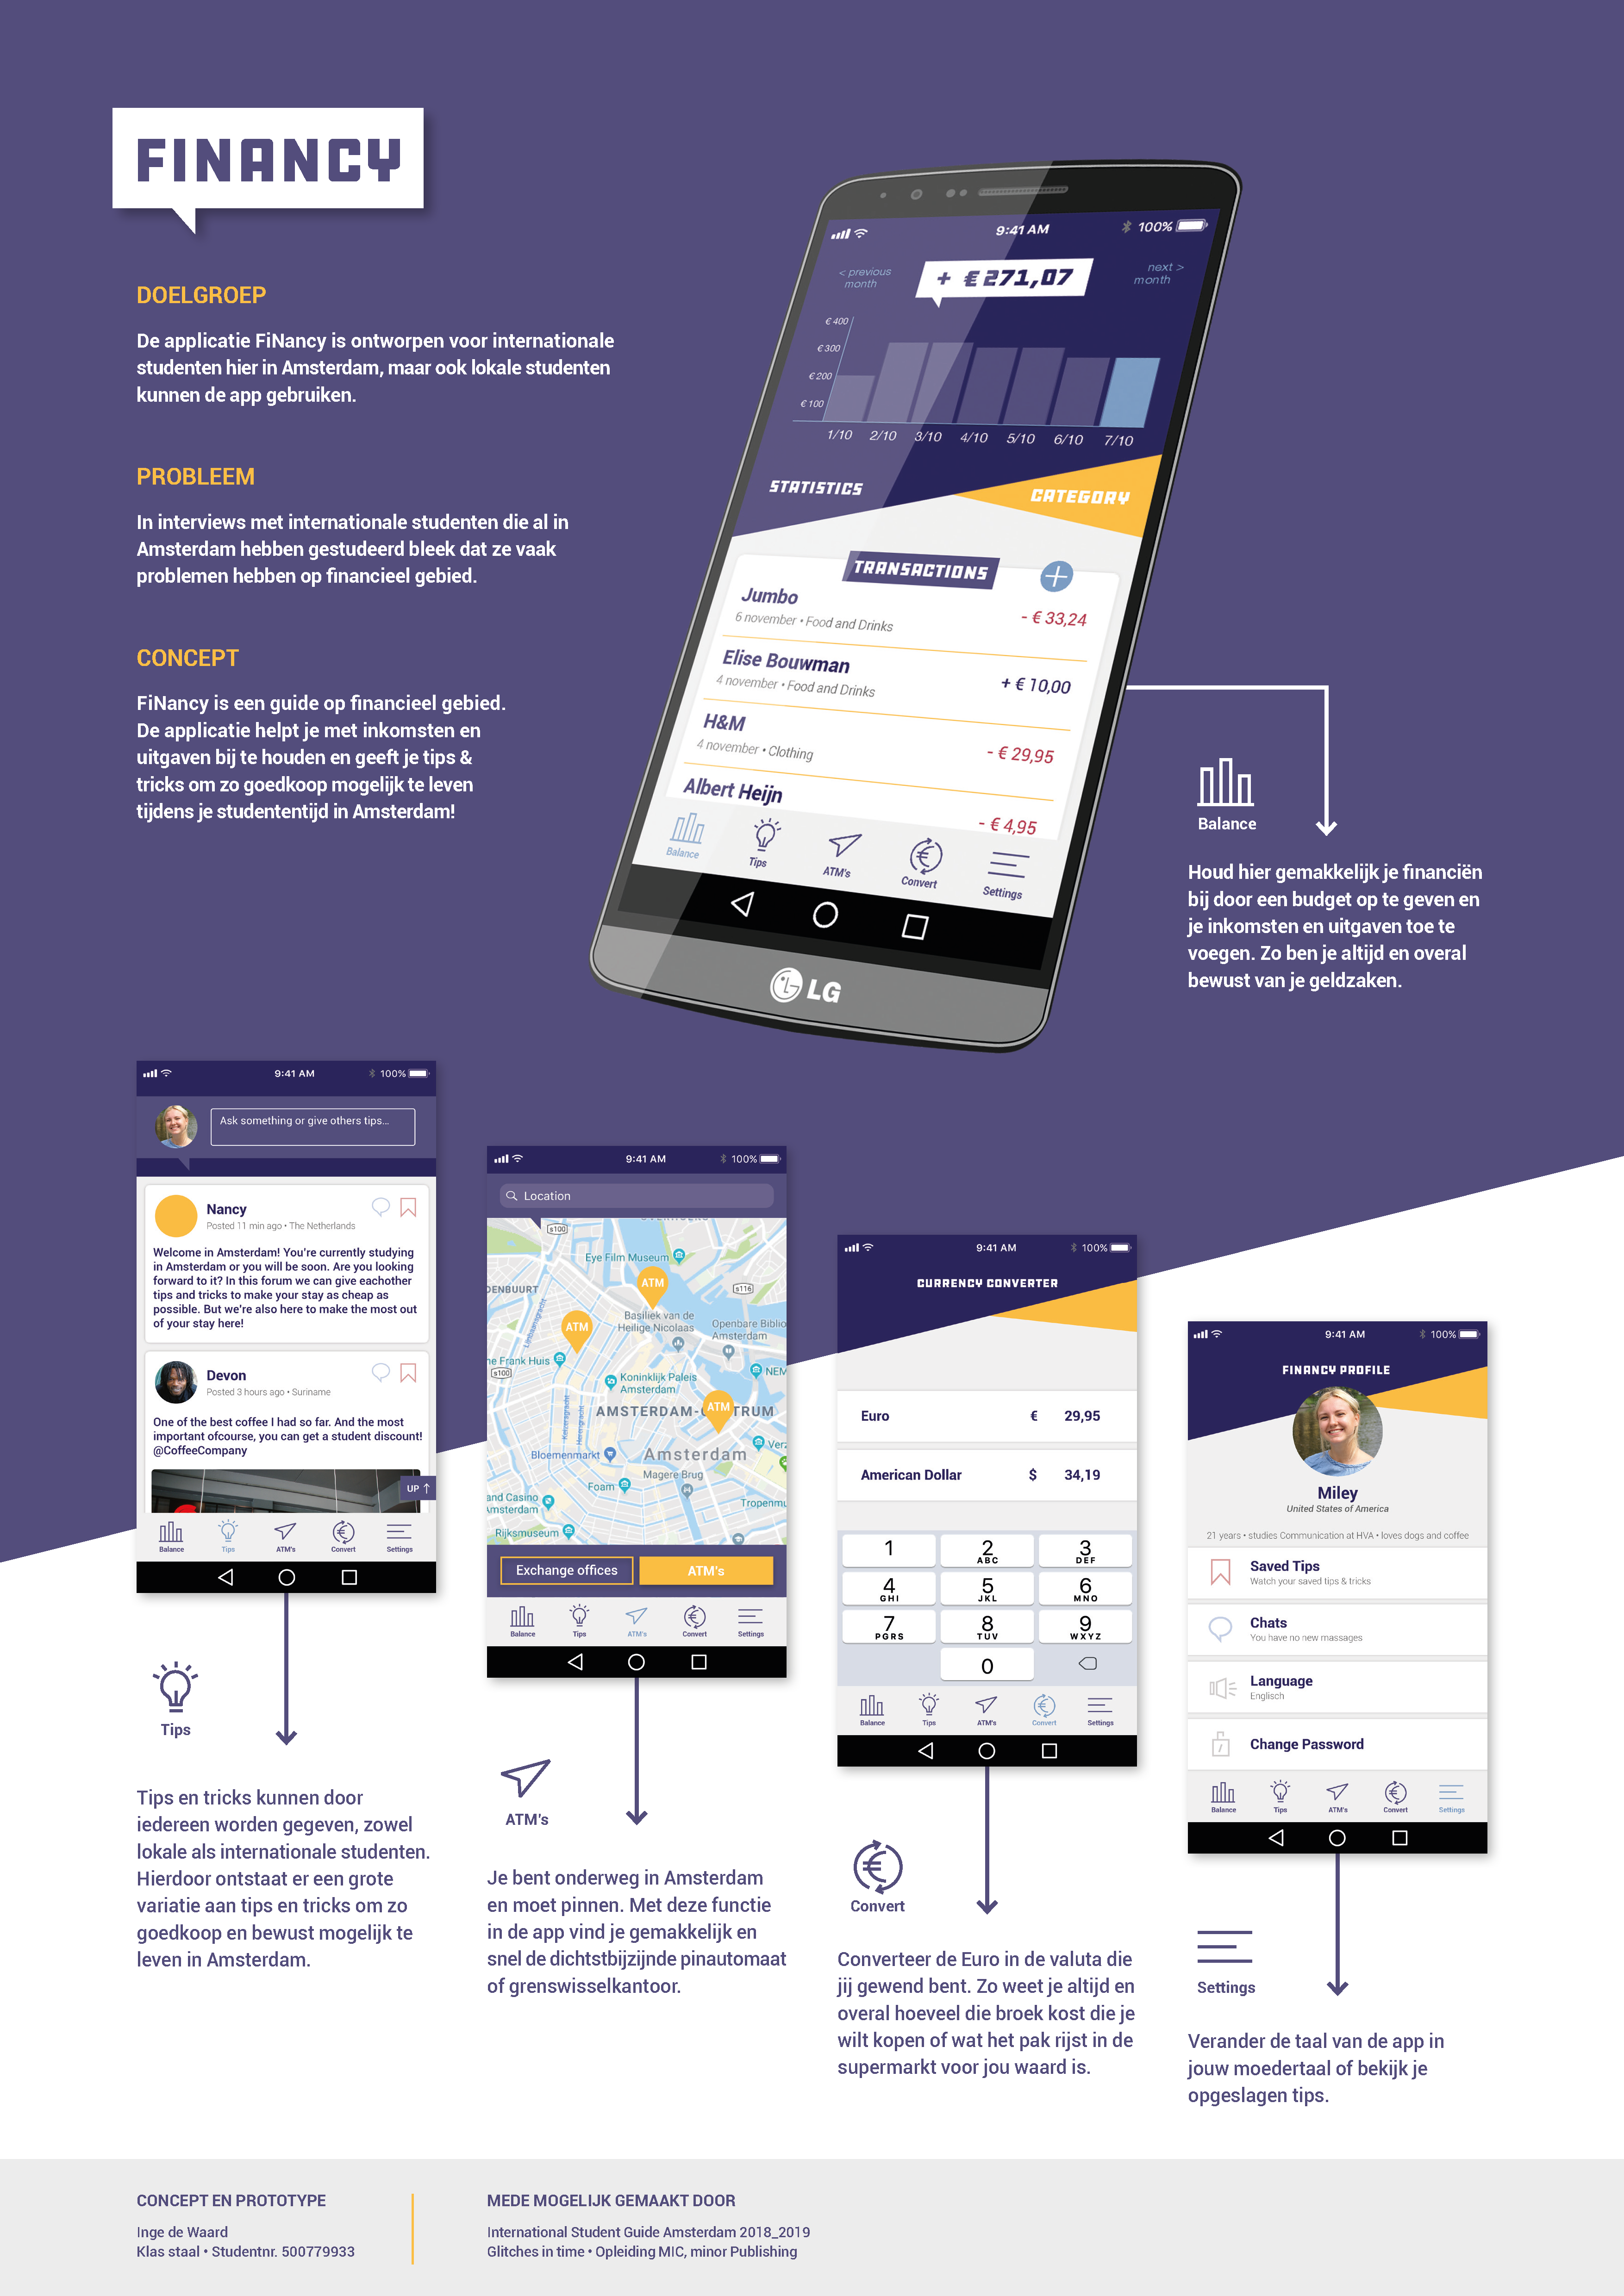 FINANCY
DOELGROEP
De applicatie FiNancy is ontworpen voor internationale
studenten hier in Amsterdam, maar ook lokale studenten
kunnen de app gebruiken.
PROBLEEM
In interviews met internationale studenten die al in
Amsterdam hebben gestudeerd bleek dat ze vaak
problemen hebben op financieel gebied.
CONCEPT
FiNancy is een guide op financieel gebied.
De applicatie helpt je met inkomsten en
uitgaven bij te houden en geeft je tips &
tricks om zo goedkoop mogelijk te leven
tijdens je studententijd in Amsterdam!
9:41 AM
100%
< previous
month
+ € 271,07
next >
month
€ 400
€ 300
€ 200
€ 100
1/10 2/10 3/10 4/10 5/10 6/10 7/10
STATISTICS
CATEGORY
TRANSACTIONS
Jumbo
6 november • Food and Drinks
- € 33,24
Elise Bouwman
4 november • Food and Drinks
+ € 10,00
H&M
4 november • Clothing
- € 29,95
Albert Heijn
- € 4,95
Balance Tips ATM's Convert Settings
LG
Balance
Houd hier gemakkelijk je financiën
bij door een budget op te geven en
je inkomsten en uitgaven toe te
voegen. Zo ben je altijd en overal
bewust van je geldzaken.
9:41 AM 100%
Ask something or give others tips...
Nancy
Posted 11 min ago • The Netherlands
Welcome in Amsterdam! You're currently studying
in Amsterdam or you will be soon. Are you looking
forward to it? In this forum we can give eachother
tips and tricks to make your stay as cheap as
possible. But we're also here to make the most out
of your stay here!
Devon
Posted 3 hours ago • Suriname
One of the best coffee I had so far. And the most
important ofcourse, you can get a student discount!
@CoffeeCompany
UP ↑
Balance Tips ATM's Convert Settings
Tips
Tips en tricks kunnen door
iedereen worden gegeven, zowel
lokale als internationale studenten.
Hierdoor ontstaat er een grote
variatie aan tips en tricks om zo
goedkoop en bewust mogelijk te
leven in Amsterdam.
9:41 AM 100%
Location
s100
Eye Film Museum
ATM
s116
DENBUURT
Lijnbaansgracht
Basiliek van de
Heilige Nicolaas
ATM
Openbare Biblio
Amsterdam
ne Frank Huis
s100
NEM
Koninklijk Paleis
Amsterdam
ATM
AMSTERDAM-C TRUM
Keizersgracht
Herengracht
Bloemenmarkt
Amsterdam
Verz
Magere Brug
Foam
and Casino
msterdam
Tropenmu
Rijksmuseum
Exchange offices
ATM's
Balance Tips ATM's Convert Settings
ATM's
Je bent onderweg in Amsterdam
en moet pinnen. Met deze functie
in de app vind je gemakkelijk en
snel de dichtstbijzijnde pinautomaat
of grenswisselkantoor.
9:41 AM 100%
CURRENCY CONVERTER
Euro € 29,95
American Dollar $ 34,19
1 2 3
ABC DEF
4 5 6
GHI JKL MNO
7 8 9
PGRS TUV WXYZ
0
Balance Tips ATM's Convert Settings
Convert
Converteer de Euro in de valuta die
jij gewend bent. Zo weet je altijd en
overal hoeveel die broek kost die je
wilt kopen of wat het pak rijst in de
supermarkt voor jou waard is.
9:41 AM 100%
FINANCY PROFILE
Miley
United States of America
21 years • studies Communication at HVA • loves dogs and coffee
Saved Tips
Watch your saved tips & tricks
Chats
You have no new massages
Language
Englisch
Change Password
Balance Tips ATM's Convert Settings
Settings
Verander de taal van de app in
jouw moedertaal of bekijk je
opgeslagen tips.
CONCEPT EN PROTOTYPE
Inge de Waard
Klas staal • Studentnr. 500779933
MEDE MOGELIJK GEMAAKT DOOR
International Student Guide Amsterdam 2018_2019
Glitches in time • Opleiding MIC, minor Publishing